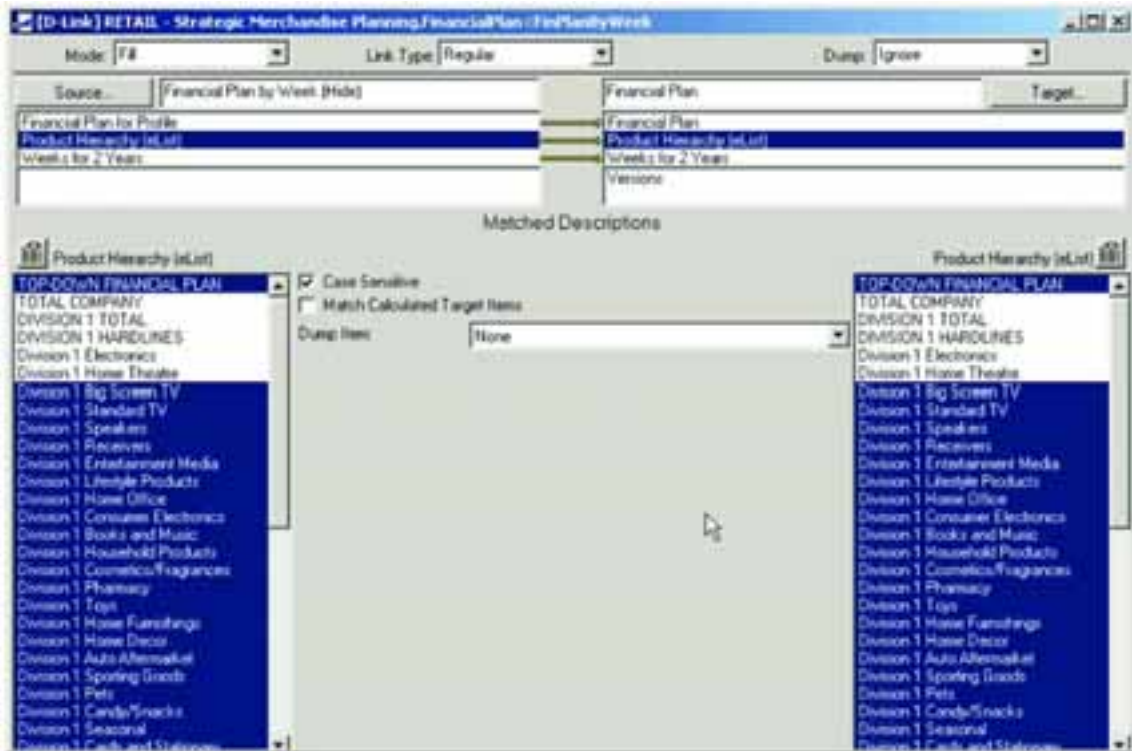 [D-Link] RETAIL - Strategic Merchandise Planning.FinancialPlan :FinPlanbyWeek
Mode: Fill Link Type: Regular Dump: Ignore
Source... Financial Plan by Week (Hide) Financial Plan Target...
Financial Plan for Profile Financial Plan
Product Hierarchy (eList) Product Hierarchy (eList)
Weeks for 2 Years Weeks for 2 Years
Versions
Matched Descriptions
Product Hierarchy (eList) Product Hierarchy (eList)
TOP-DOWN FINANCIAL PLAN Case Sensitive TOP-DOWN FINANCIAL PLAN
TOTAL COMPANY Match Calculated Target Items TOTAL COMPANY
DIVISION 1 TOTAL DIVISION 1 TOTAL
DIVISION 1 HARDLINES Dump Item: None DIVISION 1 HARDLINES
Division 1 Electronics Division 1 Electronics
Division 1 Home Theatre Division 1 Home Theatre
Division 1 Big Screen TV Division 1 Big Screen TV
Division 1 Standard TV Division 1 Standard TV
Division 1 Speakers Division 1 Speakers
Division 1 Receivers Division 1 Receivers
Division 1 Entertainment Media Division 1 Entertainment Media
Division 1 Lifestyle Products Division 1 Lifestyle Products
Division 1 Home Office Division 1 Home Office
Division 1 Consumer Electronics Division 1 Consumer Electronics
Division 1 Books and Music Division 1 Books and Music
Division 1 Household Products Division 1 Household Products
Division 1 Cosmetics/Fragrances Division 1 Cosmetics/Fragrances
Division 1 Pharmacy Division 1 Pharmacy
Division 1 Toys Division 1 Toys
Division 1 Home Furnishings Division 1 Home Furnishings
Division 1 Home Decor Division 1 Home Decor
Division 1 Auto Aftermarket Division 1 Auto Aftermarket
Division 1 Sporting Goods Division 1 Sporting Goods
Division 1 Pets Division 1 Pets
Division 1 Candy/Snacks Division 1 Candy/Snacks
Division 1 Seasonal Division 1 Seasonal
Division 1 Cards and Stationery Division 1 Cards and Stationery